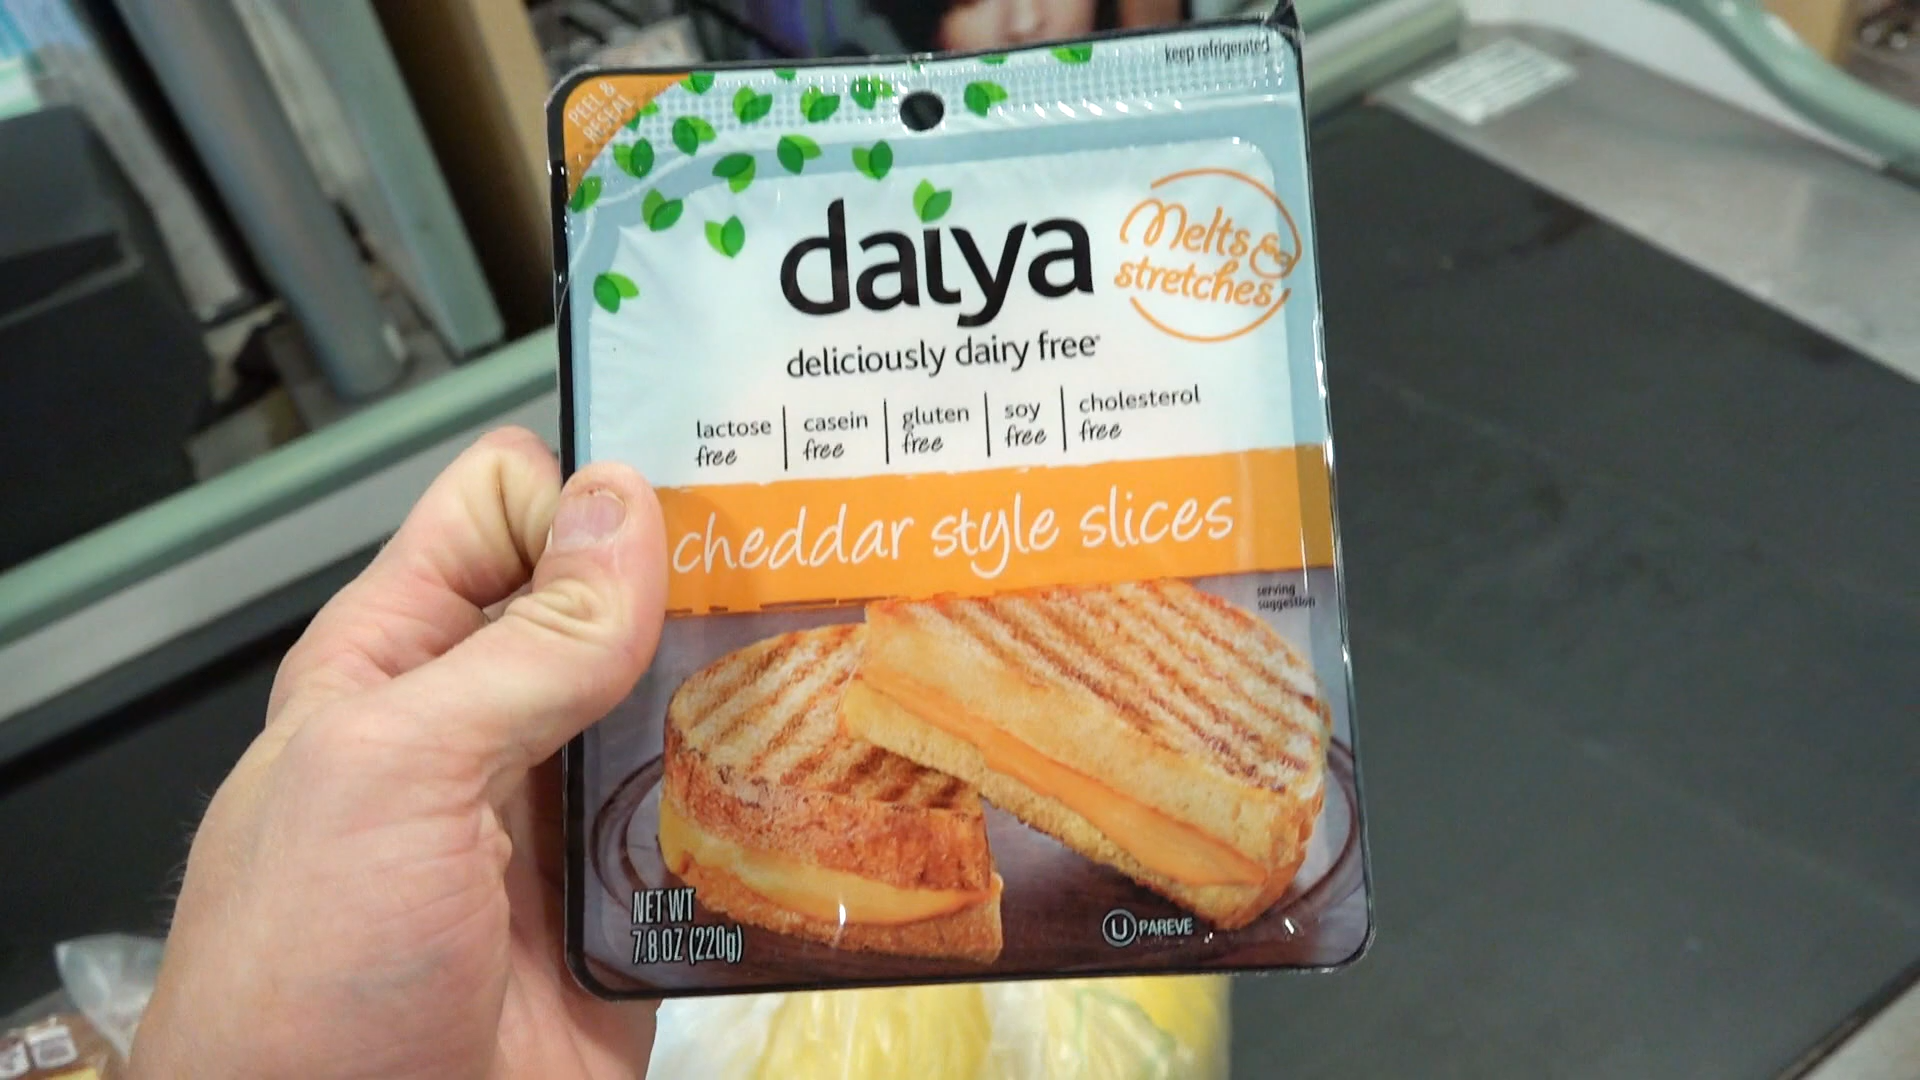 PEEL &
RESEAL
keep refrigerated
daiya
Melts &
stretches
deliciously dairy free
lactose
free
casein
free
gluten
free
soy
free
cholesterol
free
cheddar style slices
serving
suggestion
NET WT
7.8 OZ (220g)
U PAREVE